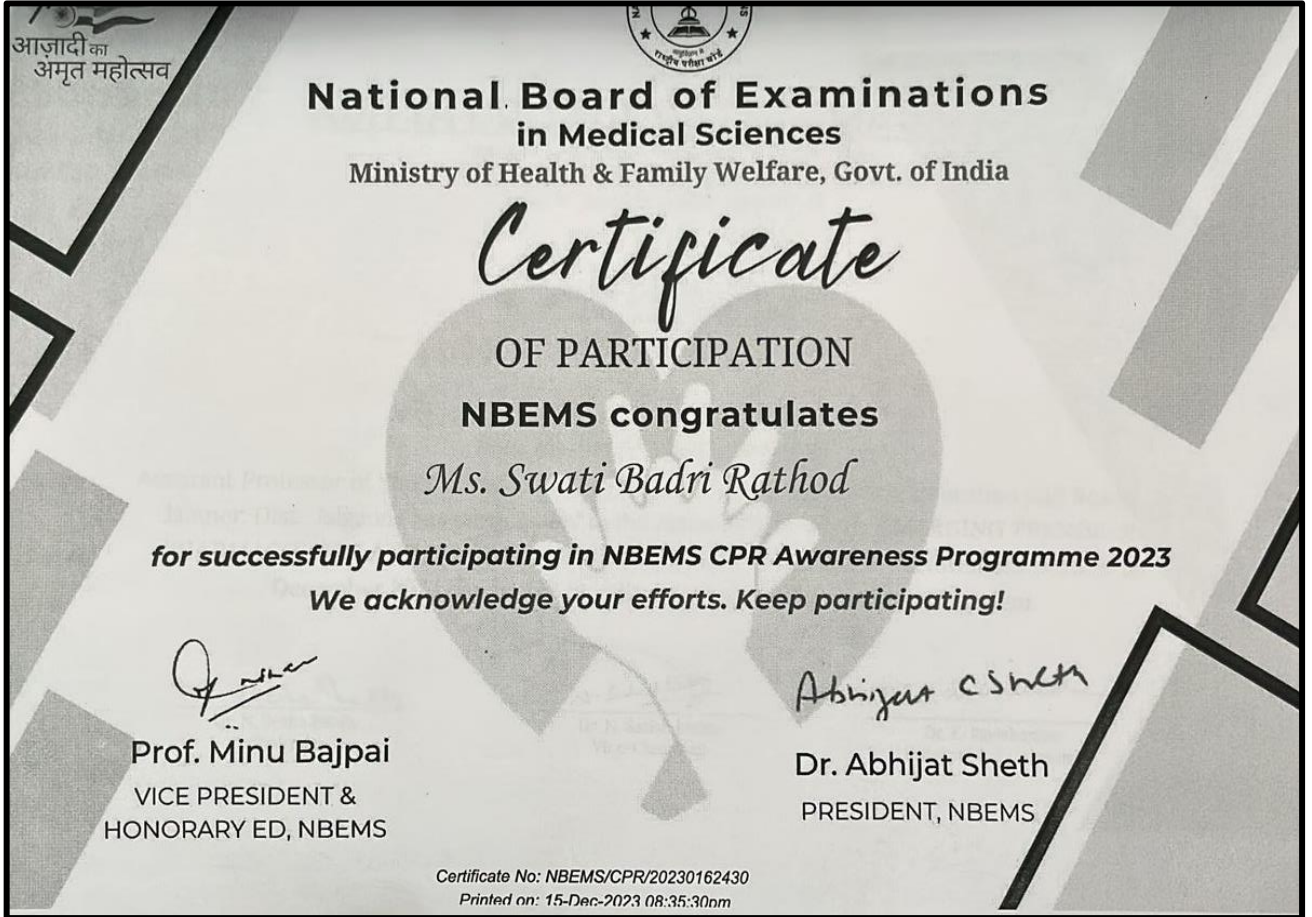 आज़ादी का
अमृत महोत्सव
राष्ट्रीय परीक्षा बोर्ड
National Board of Examinations
in Medical Sciences
Ministry of Health & Family Welfare, Govt. of India
Certificate
OF PARTICIPATION
NBEMS congratulates
Ms. Swati Badri Rathod
for successfully participating in NBEMS CPR Awareness Programme 2023
We acknowledge your efforts. Keep participating!
Abhijat C Sheth
Prof. Minu Bajpai
VICE PRESIDENT &
HONORARY ED, NBEMS
Dr. Abhijat Sheth
PRESIDENT, NBEMS
Certificate No: NBEMS/CPR/20230162430
Printed on: 15-Dec-2023 08:35:30pm